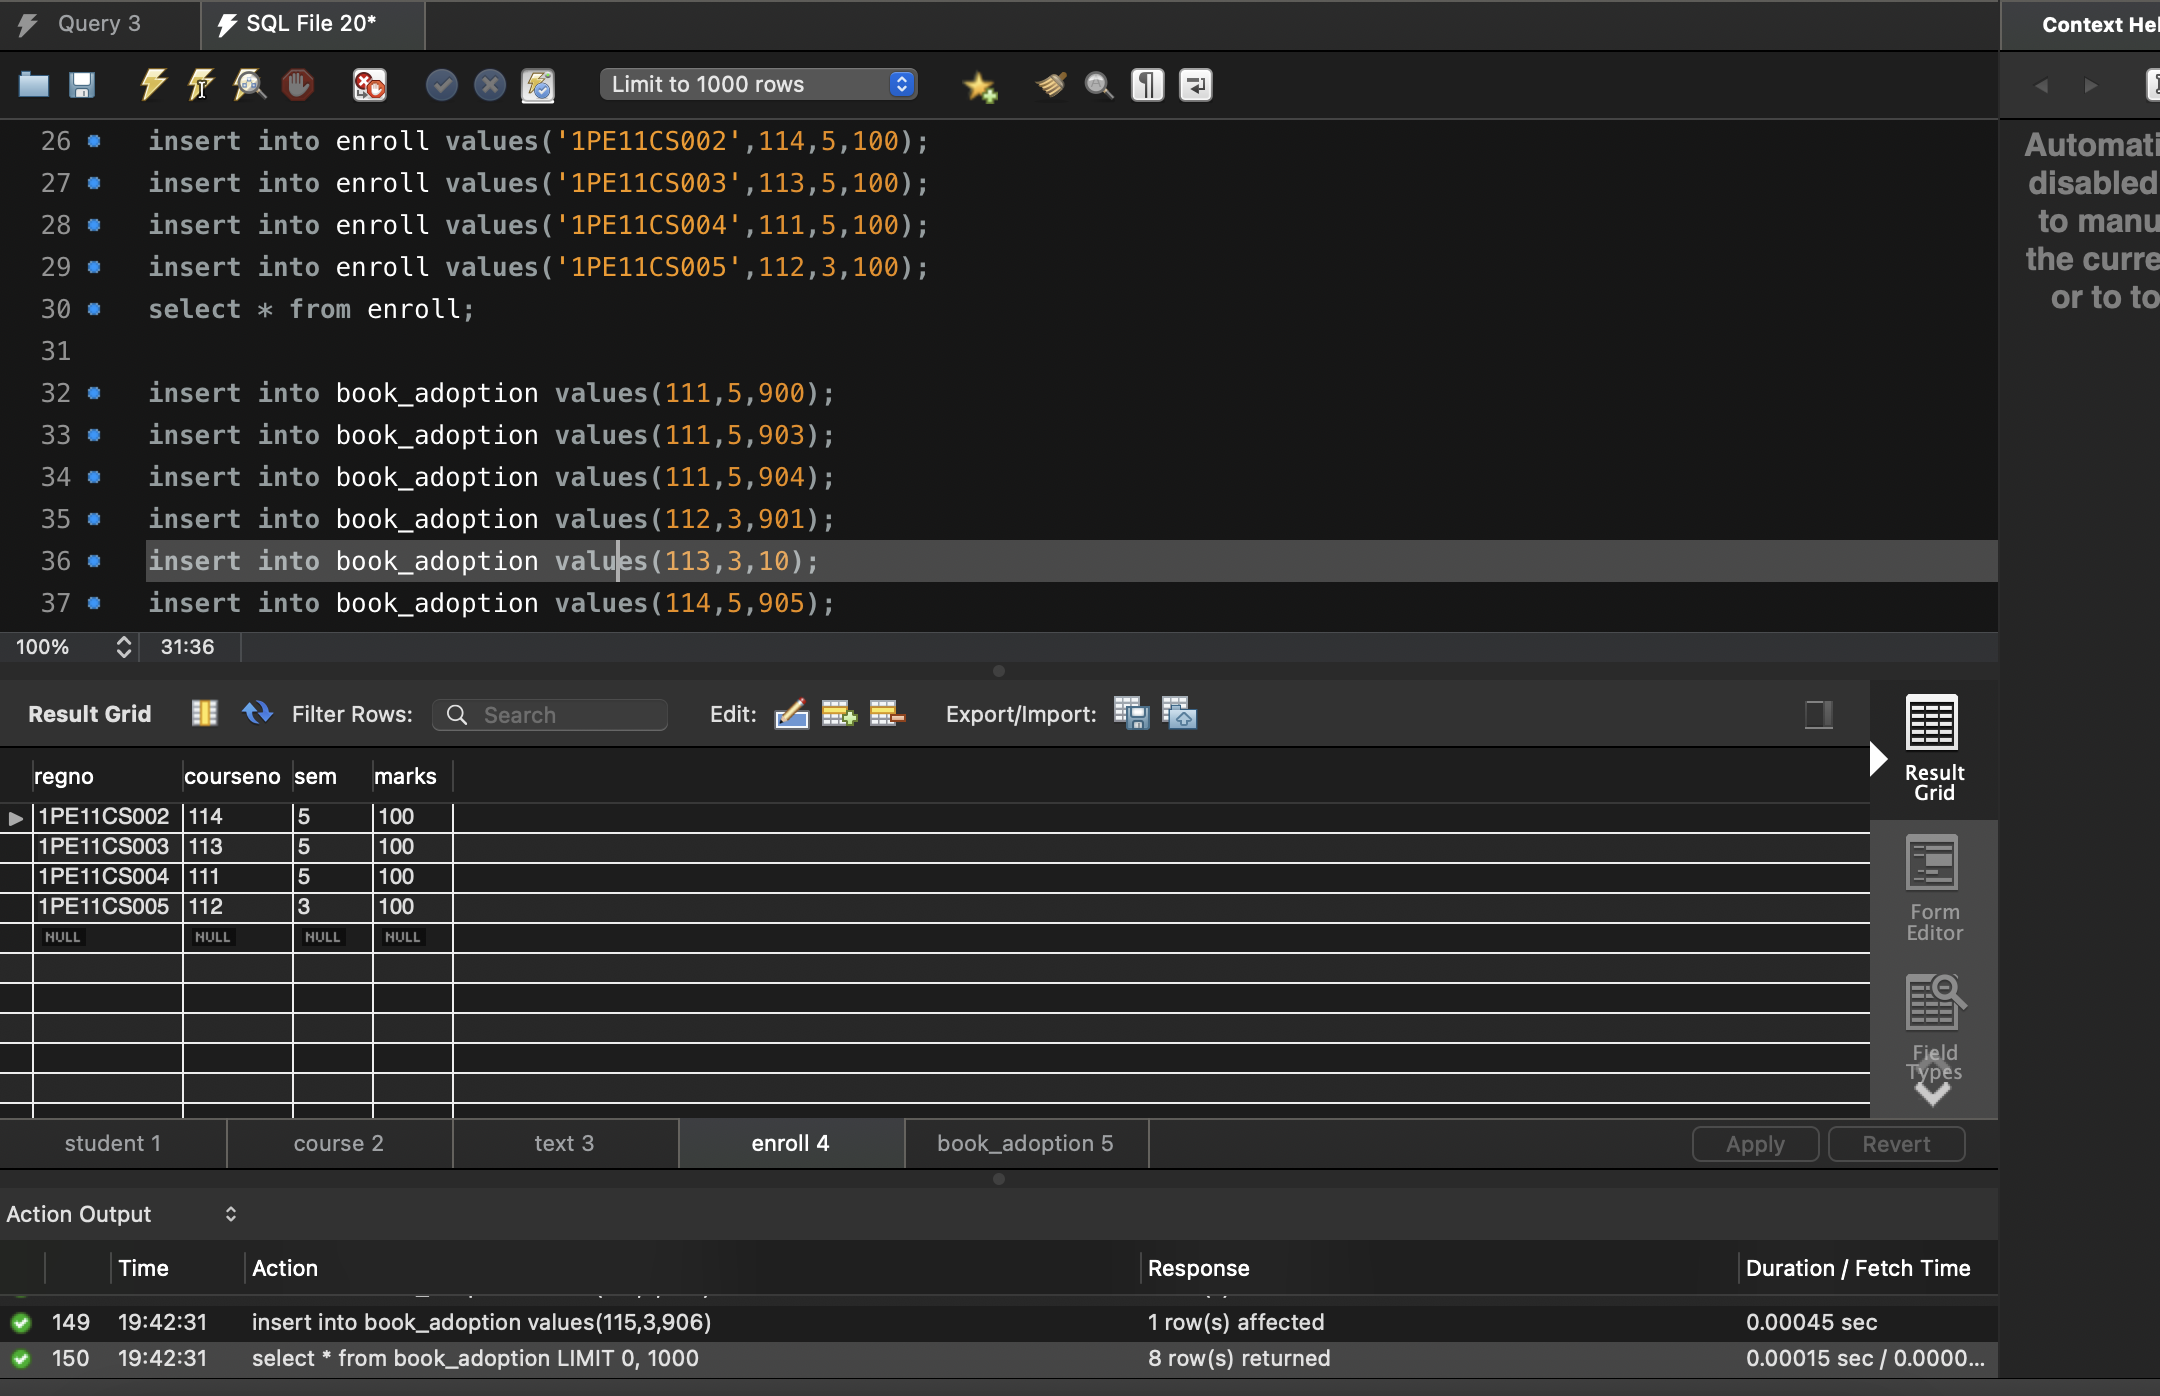 Query 3
SQL File 20*
Context Hel
Limit to 1000 rows
Automati
disabled
to manu
the curre
or to to
26 insert into enroll values('1PE11CS002',114,5,100);
27 insert into enroll values('1PE11CS003',113,5,100);
28 insert into enroll values('1PE11CS004',111,5,100);
29 insert into enroll values('1PE11CS005',112,3,100);
30 select * from enroll;
31
32 insert into book_adoption values(111,5,900);
33 insert into book_adoption values(111,5,903);
34 insert into book_adoption values(111,5,904);
35 insert into book_adoption values(112,3,901);
36 insert into book_adoption values(113,3,10);
37 insert into book_adoption values(114,5,905);
100% 31:36
Result Grid Filter Rows: Search Edit: Export/Import:
regno courseno sem marks
1PE11CS002 114 5 100
1PE11CS003 113 5 100
1PE11CS004 111 5 100
1PE11CS005 112 3 100
NULL NULL NULL NULL
Result
Grid
Form
Editor
Field
Types
student 1 course 2 text 3 enroll 4 book_adoption 5 Apply Revert
Action Output
Time Action Response Duration / Fetch Time
149 19:42:31 insert into book_adoption values(115,3,906) 1 row(s) affected 0.00045 sec
150 19:42:31 select * from book_adoption LIMIT 0, 1000 8 row(s) returned 0.00015 sec / 0.0000...